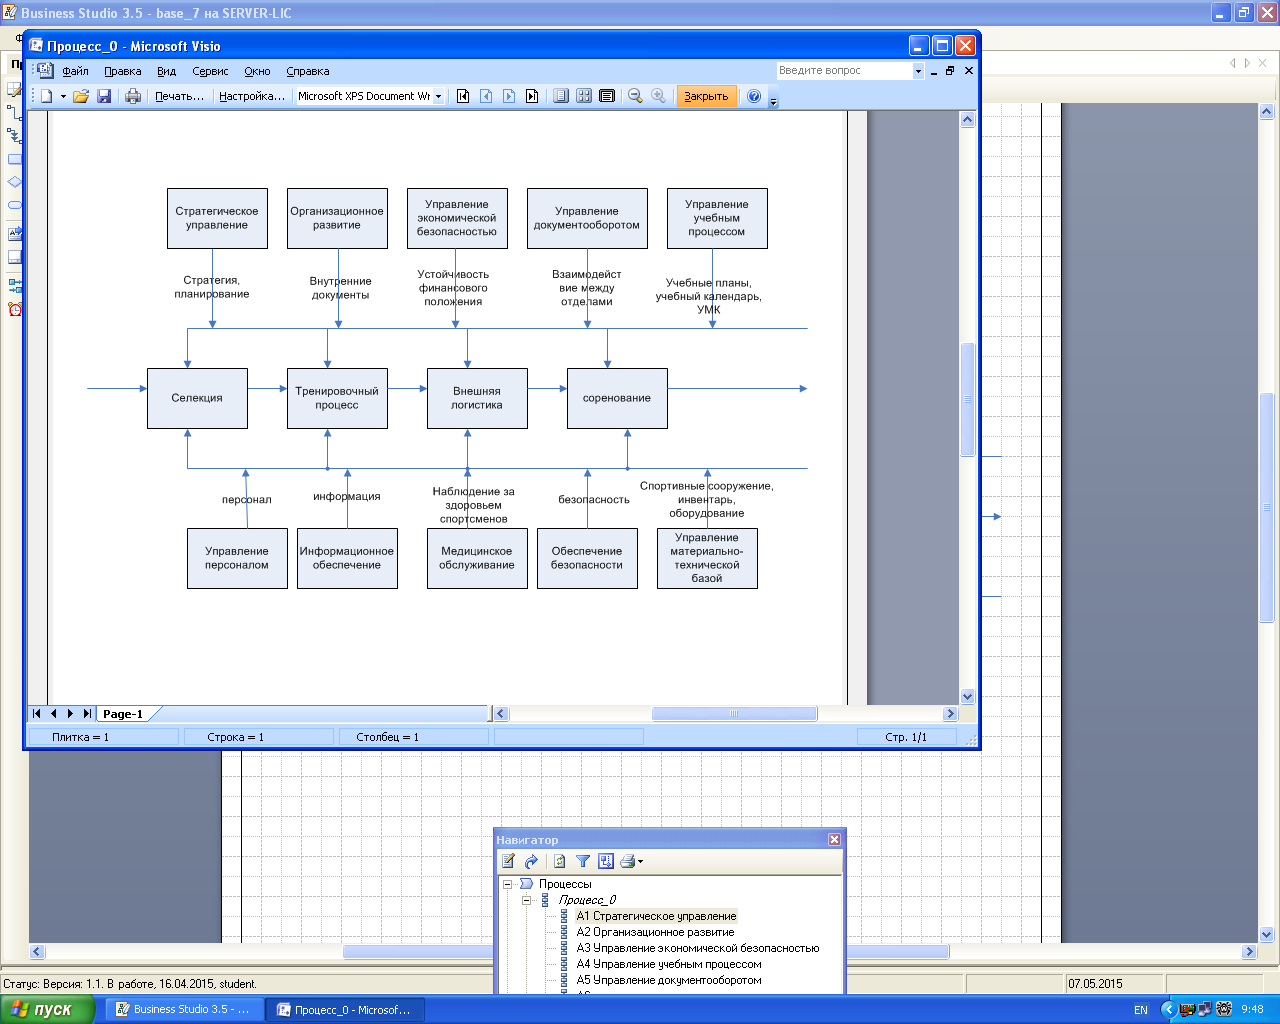 Business Studio 3.5 - base_7 на SERVER-LIC
Процесс_0 - Microsoft Visio
Файл Правка Вид Сервис Окно Справка
Введите вопрос
Печать... Настройка... Microsoft XPS Document Wr Закрыть
Стратегическое
управление
Организационное
развитие
Управление
экономической
безопасностью
Управление
документооборотом
Управление
учебным
процессом
Стратегия,
планирование
Внутренние
документы
Устойчивость
финансового
положения
Взаимодейст
вие между
отделами
Учебные планы,
учебный календарь,
УМК
Селекция
Тренировочный
процесс
Внешняя
логистика
соренование
персонал
информация
Наблюдение за
здоровьем
спортсменов
безопасность
Спортивные сооружение,
инвентарь,
оборудование
Управление
персоналом
Информационное
обеспечение
Медицинское
обслуживание
Обеспечение
безопасности
Управление
материально-
технической
базой
Page-1
Плитка = 1 Строка = 1 Столбец = 1 Стр. 1/1
Навигатор
Процессы
Процесс_0
A1 Стратегическое управление
A2 Организационное развитие
A3 Управление экономической безопасностью
A4 Управление учебным процессом
A5 Управление документооборотом
Статус: Версия: 1.1. В работе, 16.04.2015, student. 07.05.2015
пуск Business Studio 3.5 - ... Процесс_0 - Microsof... EN 9:48